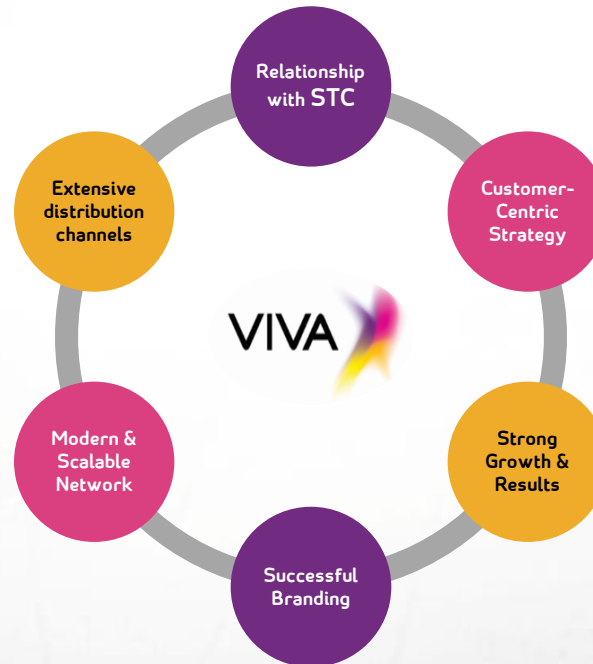 Relationship
with STC
Customer-
Centric
Strategy
Strong
Growth &
Results
Successful
Branding
Modern &
Scalable
Network
Extensive
distribution
channels
VIVA